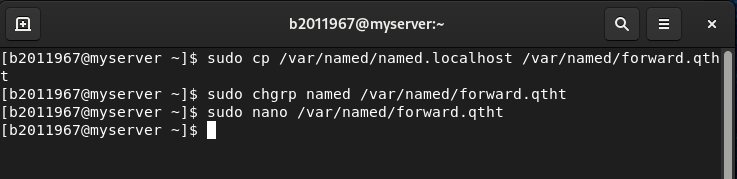 b2011967@myserver:~
[b2011967@myserver ~]$ sudo cp /var/named/named.localhost /var/named/forward.qth
t
[b2011967@myserver ~]$ sudo chgrp named /var/named/forward.qtht
[b2011967@myserver ~]$ sudo nano /var/named/forward.qtht
[b2011967@myserver ~]$